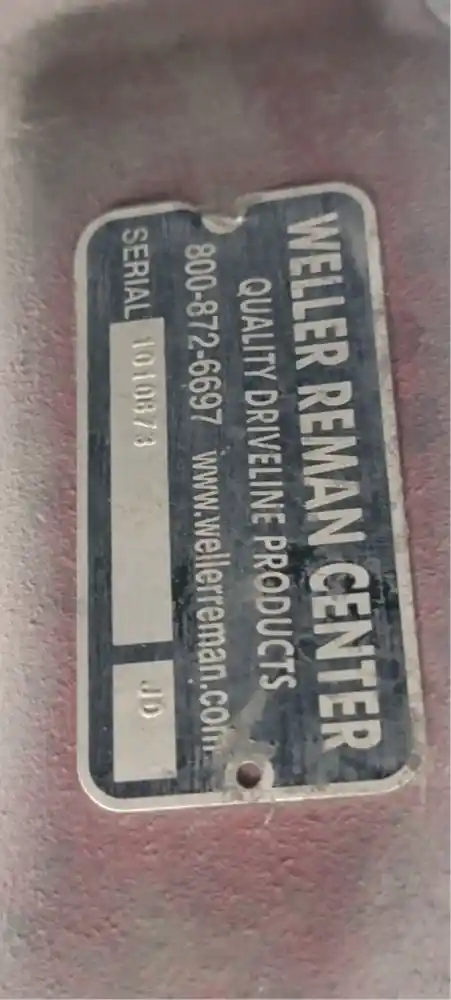 WELLER REMAN CENTER
QUALITY DRIVELINE PRODUCTS
800-872-6697 www.wellerreman.com
SERIAL 1010873 JD